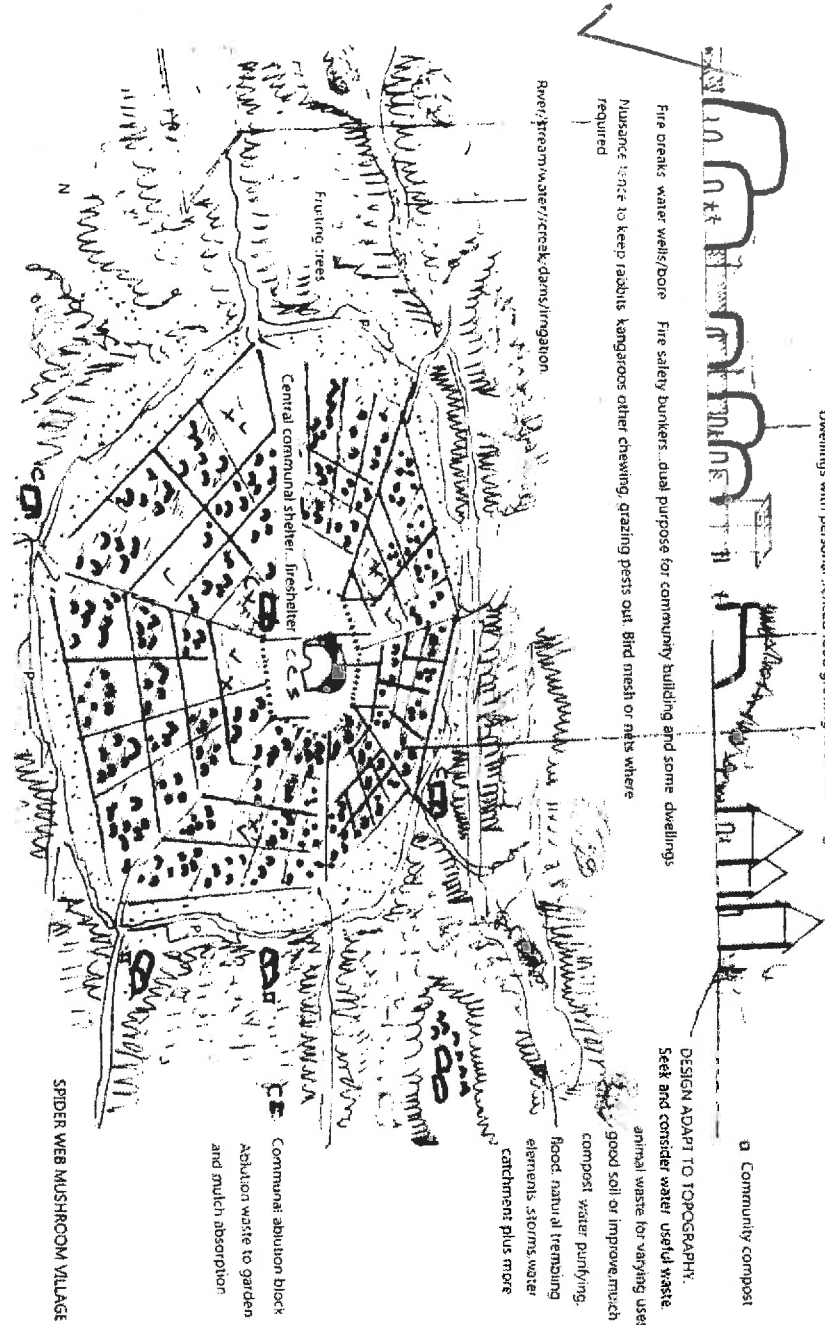 Dwellings with personal
Fire breaks water wells/bore Fire safety bunkers..dual purpose for community building and some dwellings
Nuisance fence to keep rabbits kangaroos other chewing, grazing pests out. Bird mesh or nets where
required
River/stream/water/creek,dams/irrigation
Fruiting trees
Central communal shelter. fireshelter
C C S
N
Community compost
DESIGN ADAPT TO TOPOGRAPHY.
Seek and consider water useful waste.
animal waste for varying uses
good soil or improve,mulch
compost water purifying.
flood. natural trembling
elements .storms,water
catchment plus more
Communal ablution block
Ablution waste to garden
and mulch absorption
SPIDER WEB MUSHROOM VILLAGE